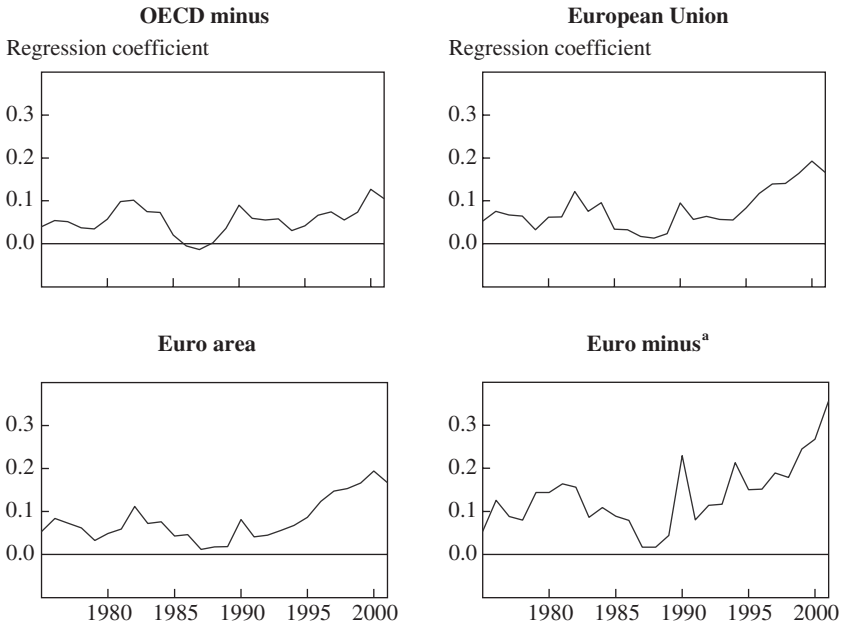 OECD minus
Regression coefficient
0.3
0.2
0.1
0.0
European Union
Regression coefficient
0.3
0.2
0.1
0.0
Euro area
0.3
0.2
0.1
0.0
1980 1985 1990 1995 2000
Euro minusᵃ
0.3
0.2
0.1
0.0
1980 1985 1990 1995 2000